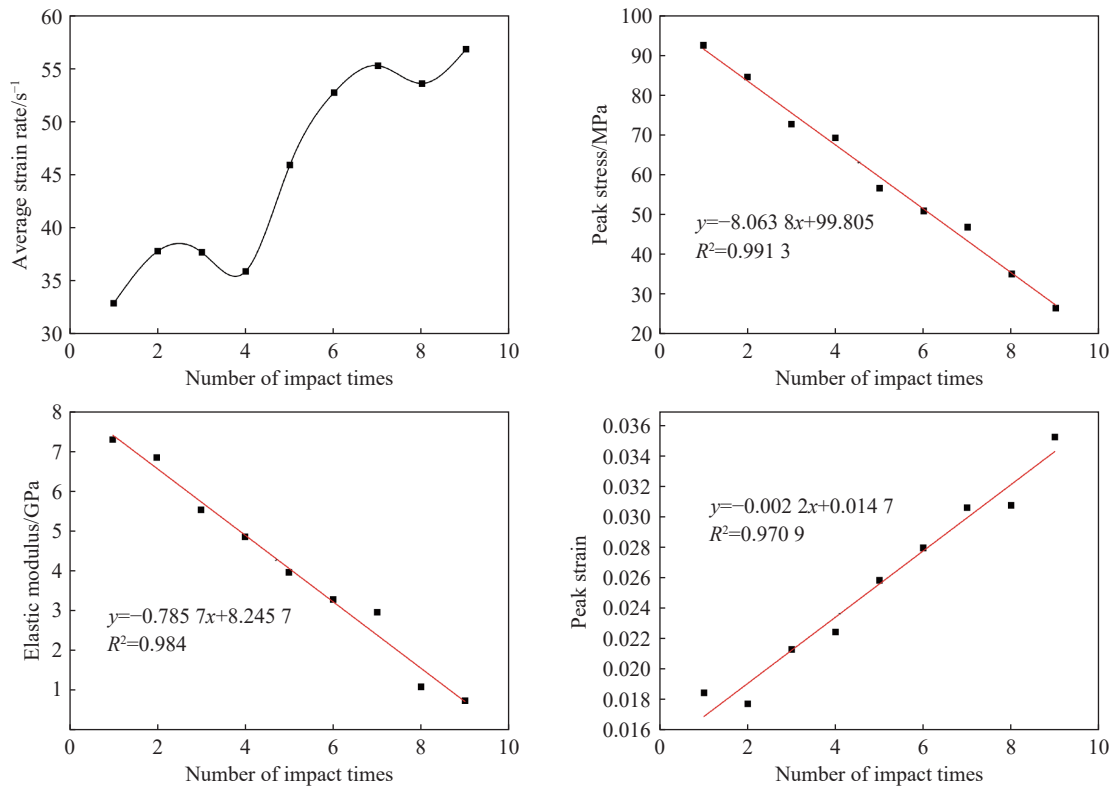 60
55
50
45
40
35
30
Average strain rate/s⁻¹
0 2 4 6 8 10
Number of impact times
100
90
80
70
60
50
40
30
20
Peak stress/MPa
y=−8.063 8x+99.805
R²=0.991 3
0 2 4 6 8 10
Number of impact times
8
7
6
5
4
3
2
1
Elastic modulus/GPa
y=−0.785 7x+8.245 7
R²=0.984
0 2 4 6 8 10
Number of impact times
0.036
0.034
0.032
0.030
0.028
0.026
0.024
0.022
0.020
0.018
0.016
Peak strain
y=−0.002 2x+0.014 7
R²=0.970 9
0 2 4 6 8 10
Number of impact times